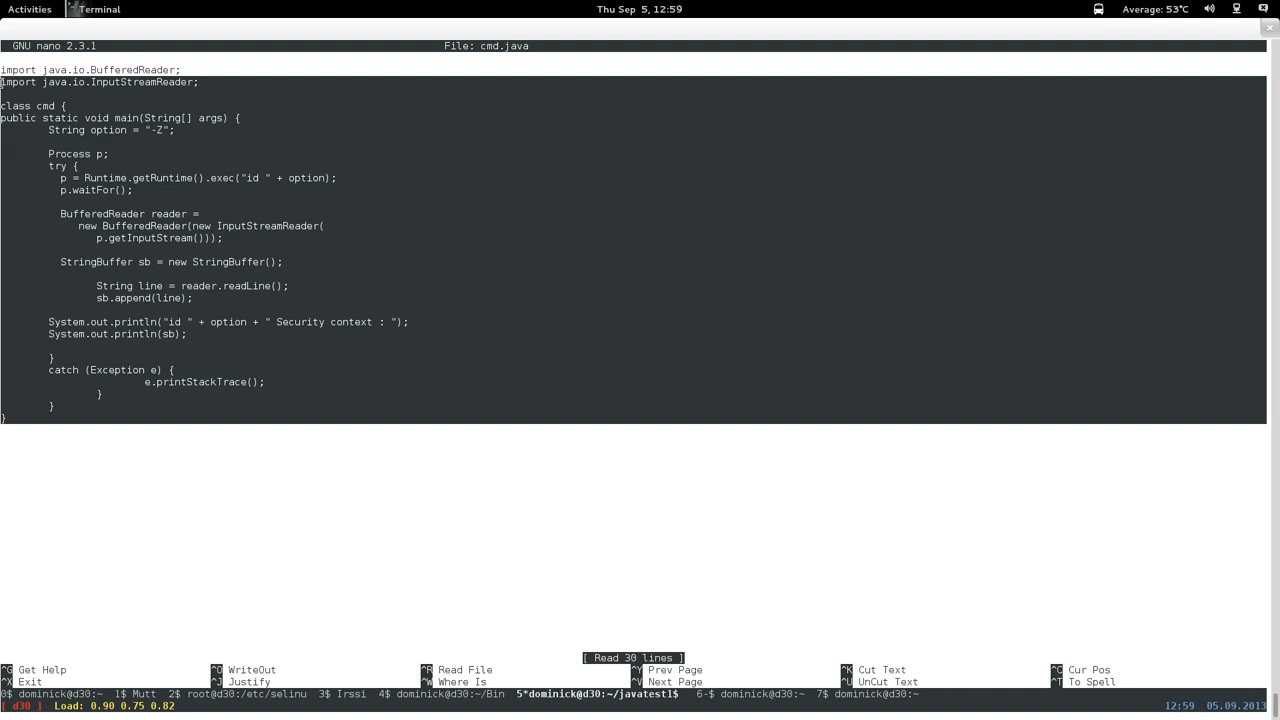 Activities Terminal Thu Sep 5, 12:59 Average: 53°C
GNU nano 2.3.1 File: cmd.java
import java.io.BufferedReader;
import java.io.InputStreamReader;
class cmd {
public static void main(String[] args) {
String option = "-Z";
Process p;
try {
p = Runtime.getRuntime().exec("id " + option);
p.waitFor();
BufferedReader reader =
new BufferedReader(new InputStreamReader(
p.getInputStream()));
StringBuffer sb = new StringBuffer();
String line = reader.readLine();
sb.append(line);
System.out.println("id " + option + " Security context : ");
System.out.println(sb);
}
catch (Exception e) {
e.printStackTrace();
}
}
}
[ Read 30 lines ]
^G Get Help ^O WriteOut ^R Read File ^Y Prev Page ^K Cut Text ^C Cur Pos
^X Exit ^J Justify ^W Where Is ^V Next Page ^U UnCut Text ^T To Spell
0$ dominick@d30:~ 1$ Mutt 2$ root@d30:/etc/selinu 3$ Irssi 4$ dominick@d30:~/Bin 5*dominick@d30:~/javatest1$ 6-$ dominick@d30:~ 7$ dominick@d30:~
[ d30 ] Load: 0.90 0.75 0.82 12:59 05.09.2013